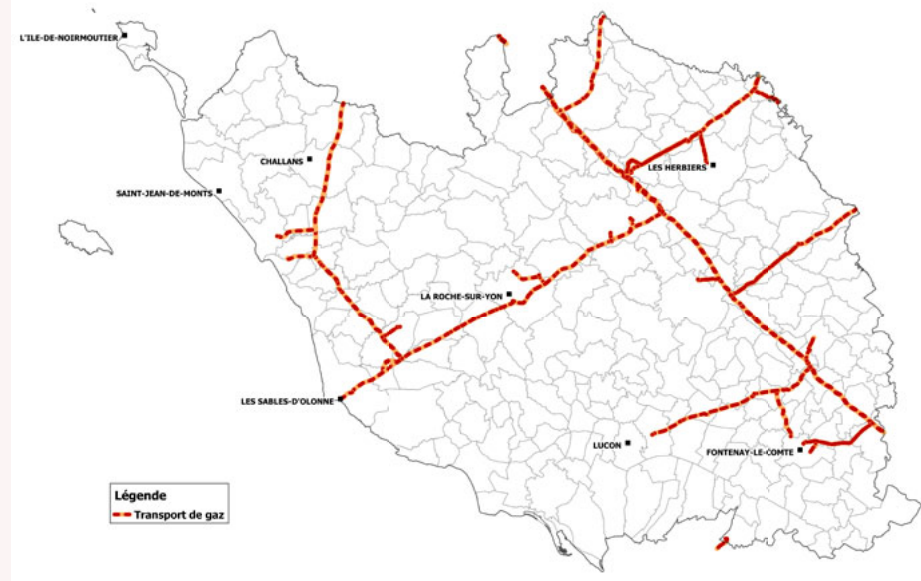 L'ILE-DE-NOIRMOUTIER
CHALLANS
LES HERBIERS
SAINT-JEAN-DE-MONTS
LA ROCHE-SUR-YON
LES SABLES-D'OLONNE
LUCON
FONTENAY-LE-COMTE
Légende
Transport de gaz